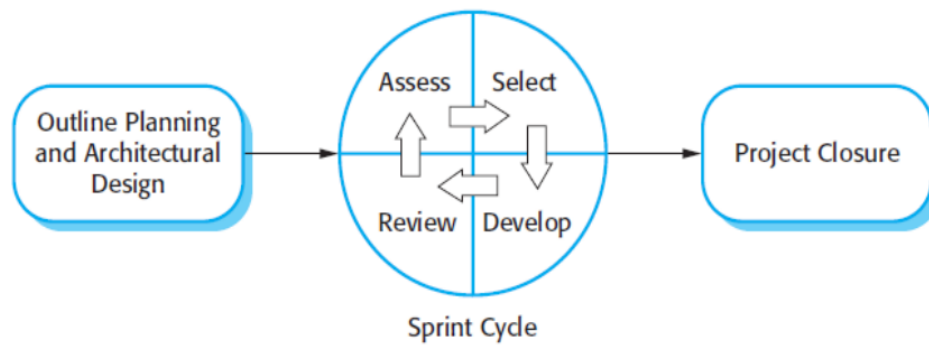 Outline Planning
and Architectural
Design
Assess
Select
Review
Develop
Sprint Cycle
Project Closure